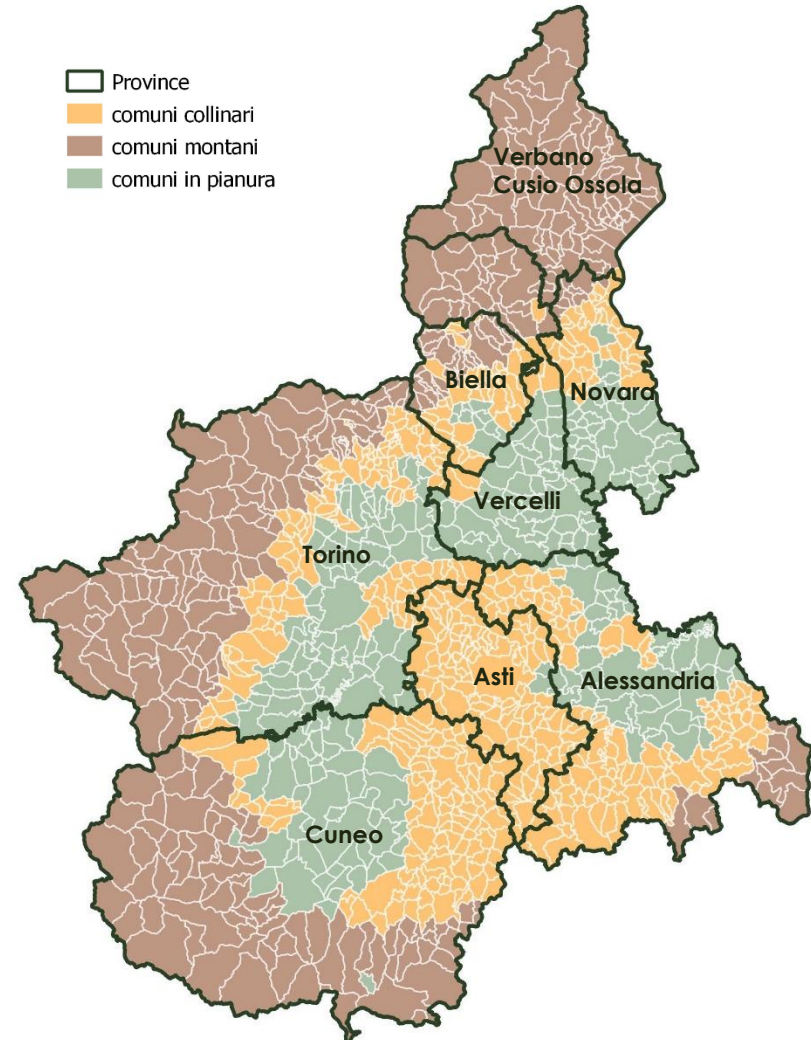 Province
comuni collinari
comuni montani
comuni in pianura
Verbano
Cusio Ossola
Biella
Novara
Vercelli
Torino
Asti
Alessandria
Cuneo